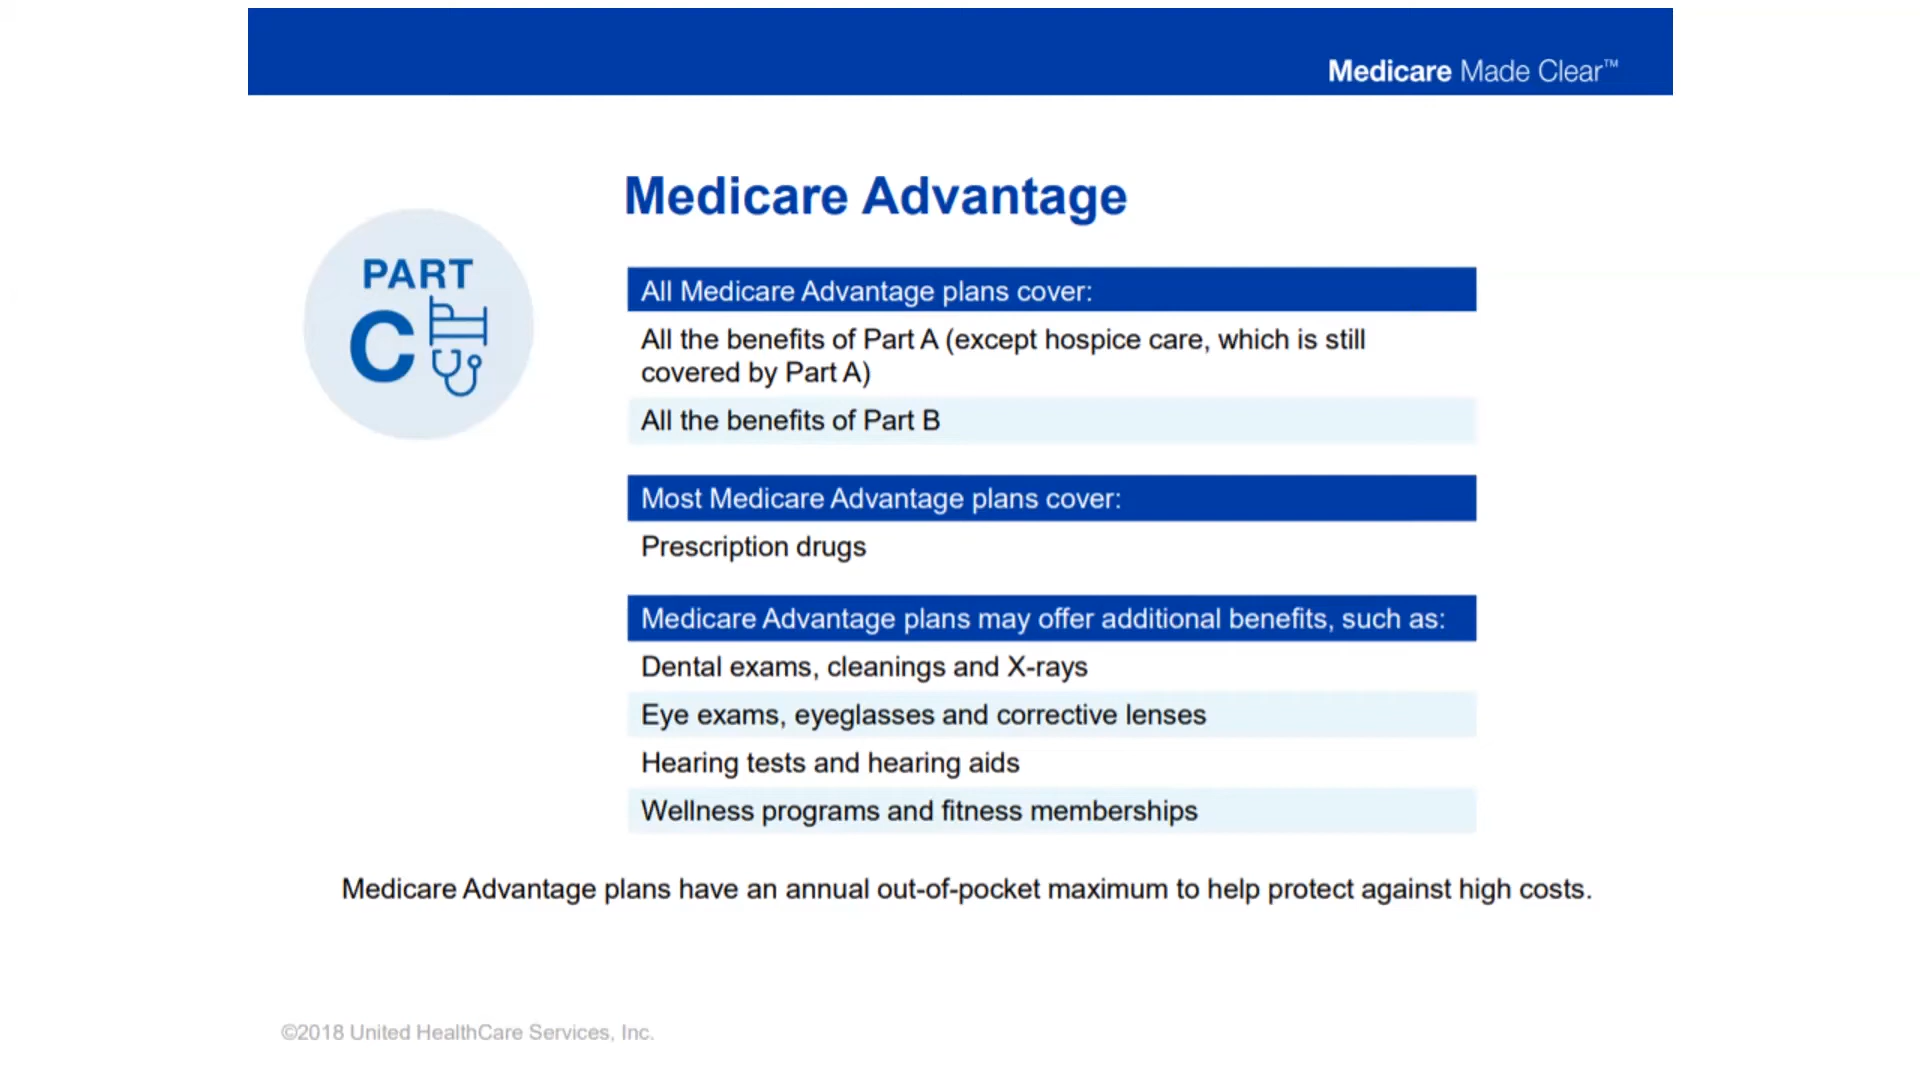 Medicare Made Clear™
Medicare Advantage
PART
C
All Medicare Advantage plans cover:
All the benefits of Part A (except hospice care, which is still
covered by Part A)
All the benefits of Part B
Most Medicare Advantage plans cover:
Prescription drugs
Medicare Advantage plans may offer additional benefits, such as:
Dental exams, cleanings and X-rays
Eye exams, eyeglasses and corrective lenses
Hearing tests and hearing aids
Wellness programs and fitness memberships
Medicare Advantage plans have an annual out-of-pocket maximum to help protect against high costs.
©2018 United HealthCare Services, Inc.